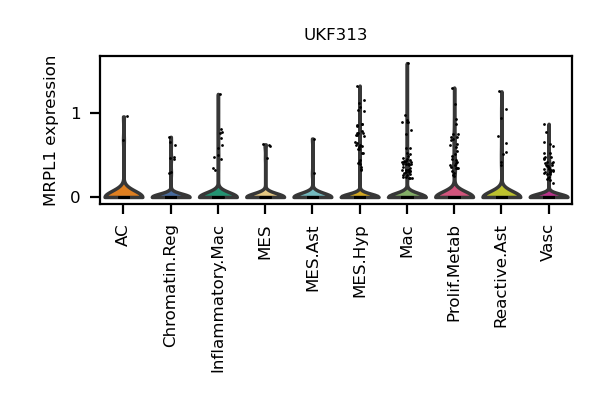 UKF313
MRPL1 expression
1
0
AC
Chromatin.Reg
Inflammatory.Mac
MES
MES.Ast
MES.Hyp
Mac
Prolif.Metab
Reactive.Ast
Vasc